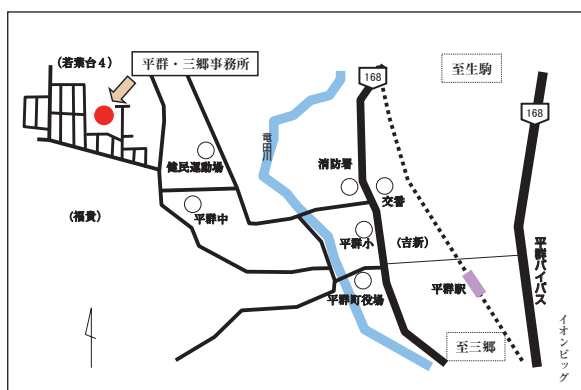 (若葉台4)
平群・三郷事務所
168
至生駒
168
竜田川
健民運動場
消防署
交番
平群中
(福貴)
平群小
(吉新)
平群バイパス
平群駅
平群町役場
イオンビッグ
至三郷